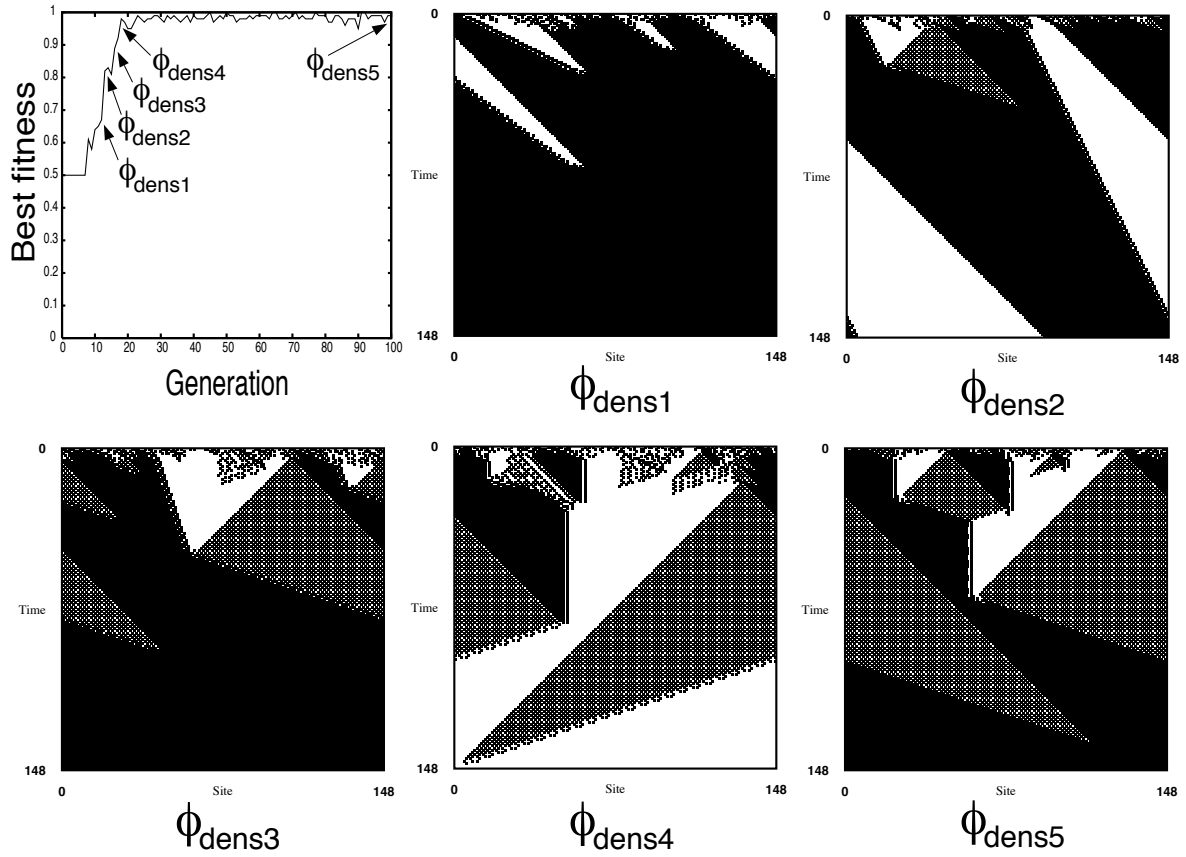 Best fitness
1
0.9
0.8
0.7
0.6
0.5
0.4
0.3
0.2
0.1
0
0 10 20 30 40 50 60 70 80 90 100
Generation
ϕdens4
ϕdens5
ϕdens3
ϕdens2
ϕdens1
0
Time
148
0 Site 148
ϕdens1
0
Time
148
0 Site 148
ϕdens2
0
Time
148
0 Site 148
ϕdens3
0
Time
148
0 Site 148
ϕdens4
0
Time
148
0 Site 148
ϕdens5